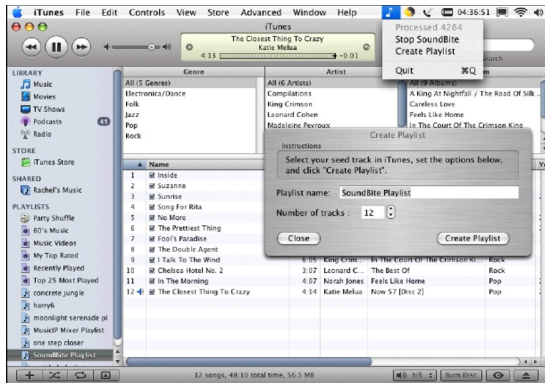 iTunes File Edit Controls View Store Advanced Window Help 04:36:51
iTunes
The Closest Thing To Crazy
Katie Melua
4:13 -0:01
Search
Processed 4264
Stop SoundBite
Create Playlist
Quit ⌘Q
LIBRARY
Music
Movies
TV Shows
Podcasts 43
Radio
STORE
iTunes Store
SHARED
Rachel's Music
PLAYLISTS
Party Shuffle
60's Music
Music Videos
My Top Rated
Recently Played
Top 25 Most Played
concrete jungle
harry6
moonlight serenade pl
MusicIP Mixer Playlist
one step closer
SoundBite Playlist
Genre
All (5 Genres)
Electronica/Dance
Folk
Jazz
Pop
Rock
Artist
All (6 Artists)
Compilations
King Crimson
Leonard Cohen
Madeleine Peyroux
All (9 Albums)
A King At Nightfall / The Road Of Silk
Careless Love
Feels Like Home
In The Court Of The Crimson King
Create Playlist
Instructions
Select your seed track in iTunes, set the options below,
and click "Create Playlist".
Playlist name: SoundBite Playlist
Number of tracks : 12
Close Create Playlist
Name
1 Inside
2 Suzanne
3 Sunrise
4 Song For Rita
5 No More
6 The Prettiest Thing
7 Fool's Paradise
8 The Double Agent
9 I Talk To The Wind 6:05 King Crim... In The Court Of The Crimson Ki... Rock
10 Chelsea Hotel No. 2 3:07 Leonard C... The Best Of Rock
11 In The Morning 4:07 Norah Jones Feels Like Home Pop
12 The Closest Thing To Crazy 4:14 Katie Melua Now 57 [Disc 2] Pop
12 songs, 48:10 total time, 56.5 MB
hifi
Burn Disc